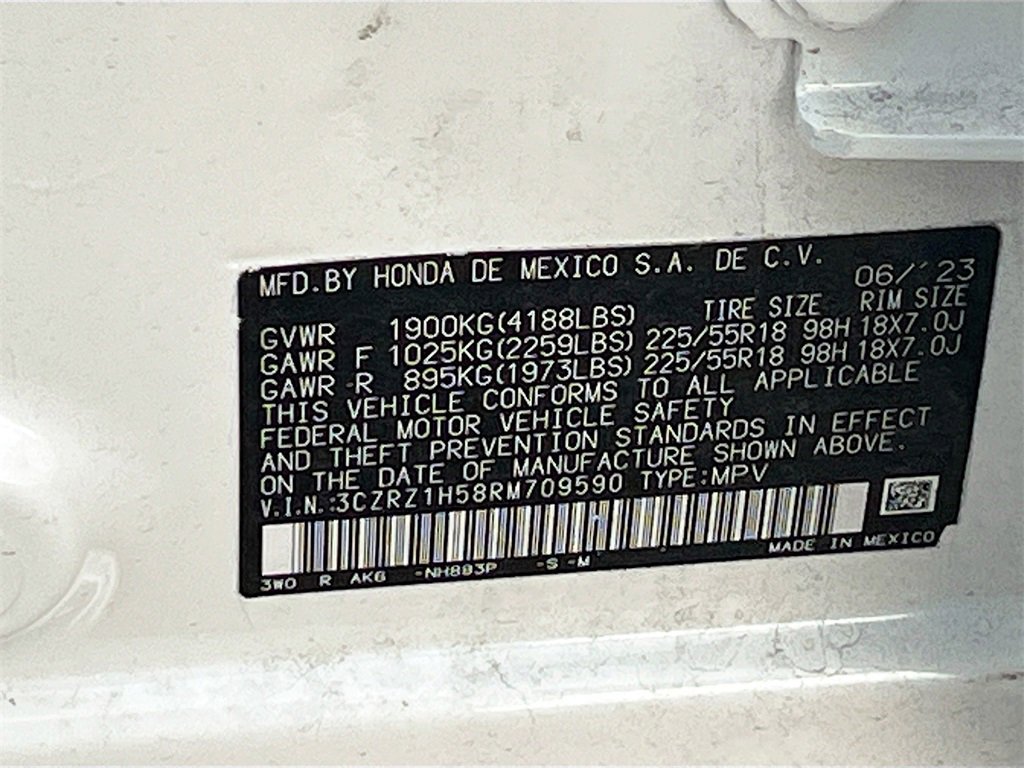 MFD.BY HONDA DE MEXICO S.A. DE C.V. 06/'23
TIRE SIZE RIM SIZE
GVWR 1900KG(4188LBS)
GAWR F 1025KG(2259LBS) 225/55R18 98H 18X7.0J
GAWR R 895KG(1973LBS) 225/55R18 98H 18X7.0J
THIS VEHICLE CONFORMS TO ALL APPLICABLE
FEDERAL MOTOR VEHICLE SAFETY
AND THEFT PREVENTION STANDARDS IN EFFECT
ON THE DATE OF MANUFACTURE SHOWN ABOVE.
V.I.N.:3CZRZ1H58RM709590 TYPE:MPV
3W0 R AKG -NH883P -S -M MADE IN MEXICO